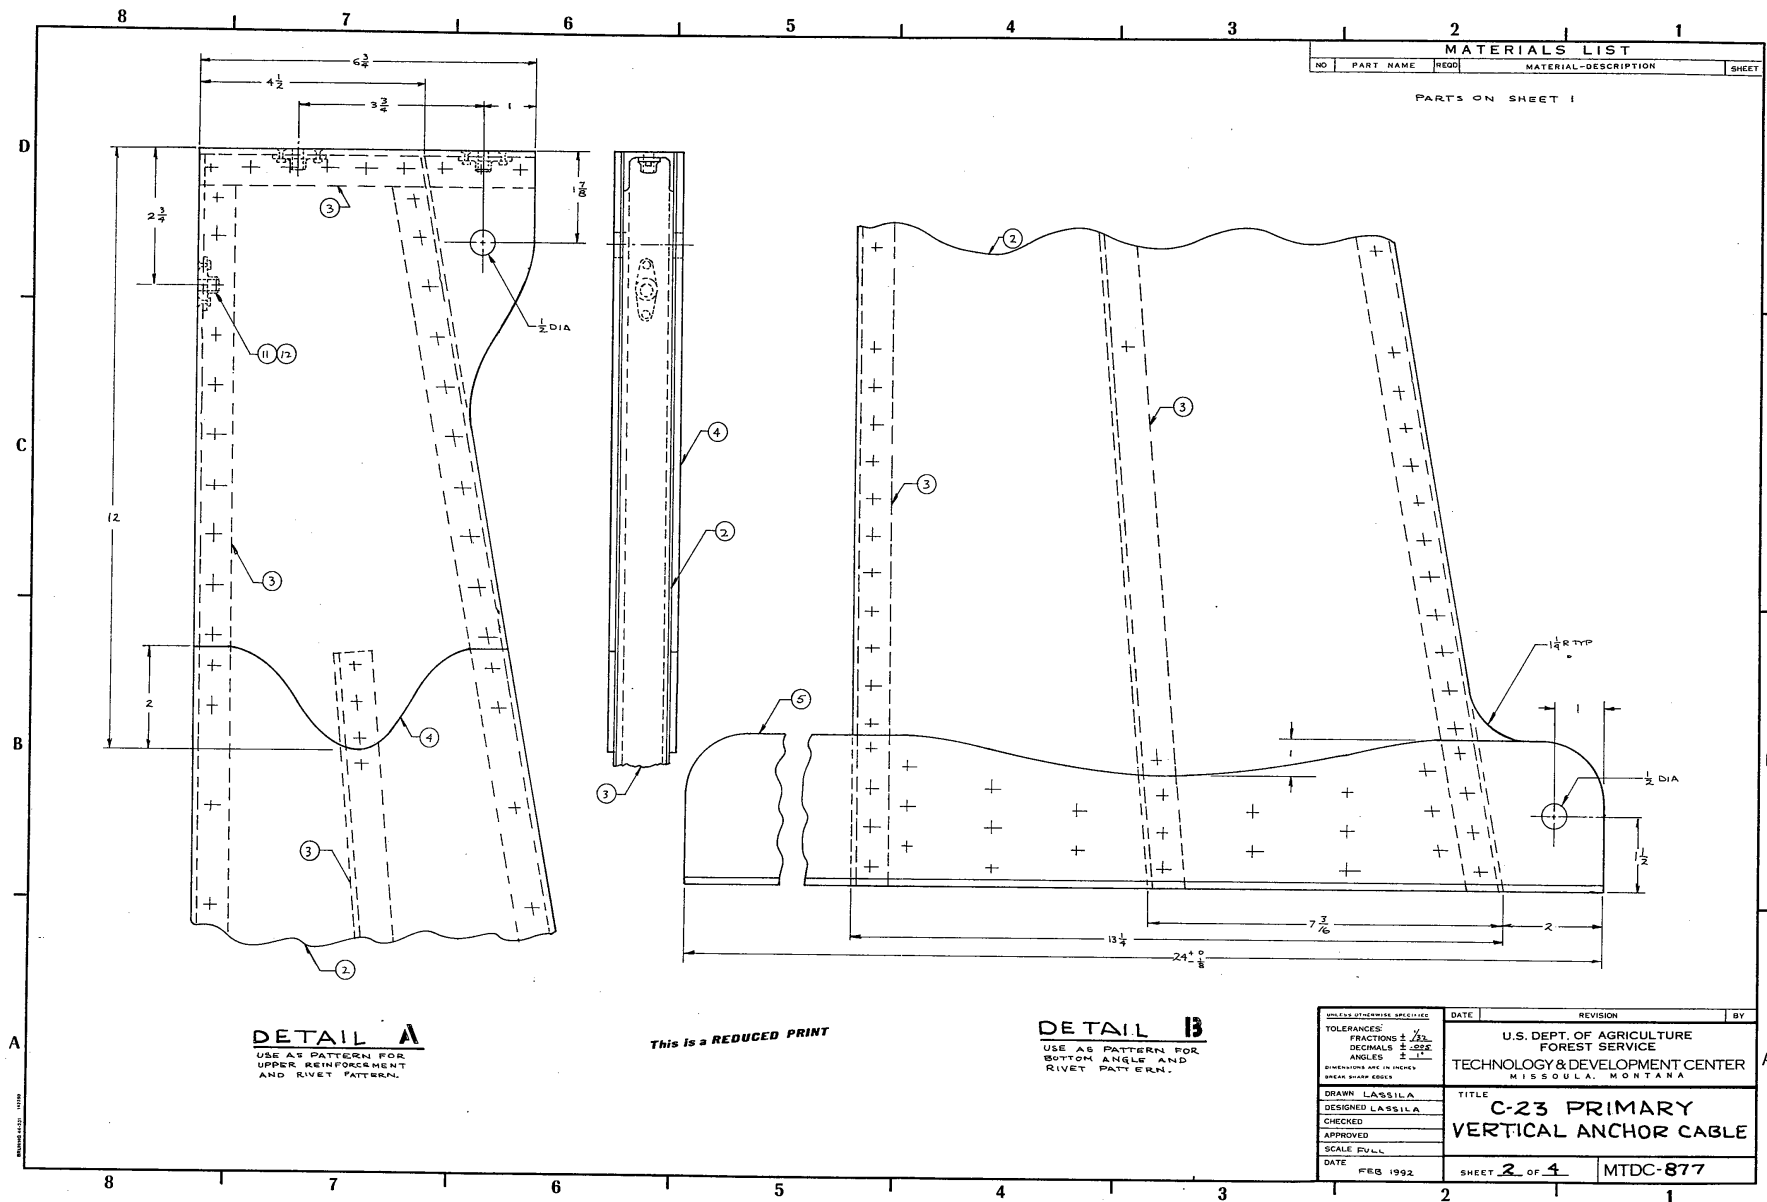 8 7 6 5 4 3 2 1
MATERIALS LIST
NO PART NAME REQD MATERIAL-DESCRIPTION SHEET
PARTS ON SHEET 1
D
C
B
A
6 3/4
4 1/2
3 3/4
1
2 3/4
1 7/8
3
1/2 DIA
11 12
12
3
2
4
3
2
4
2
3
2
3
3
1 1/4 R TYP
5
1
1
1/2 DIA
1 1/2
7 3/16
2
13 1/4
24 +0 -1/8
DETAIL A
USE AS PATTERN FOR
UPPER REINFORCEMENT
AND RIVET PATTERN.
This is a REDUCED PRINT
DETAIL B
USE AS PATTERN FOR
BOTTOM ANGLE AND
RIVET PATTERN.
UNLESS OTHERWISE SPECIFIED
TOLERANCES:
FRACTIONS ± 1/32
DECIMALS ± .005
ANGLES ± 1°
DIMENSIONS ARE IN INCHES
BREAK SHARP EDGES
DATE REVISION BY
U.S. DEPT. OF AGRICULTURE
FOREST SERVICE
TECHNOLOGY & DEVELOPMENT CENTER
MISSOULA, MONTANA
DRAWN LASSILA
DESIGNED LASSILA
CHECKED
APPROVED
SCALE FULL
DATE FEB 1992
TITLE
C-23 PRIMARY
VERTICAL ANCHOR CABLE
SHEET 2 OF 4 MTDC-877
A
8 7 6 5 4 3 2 1